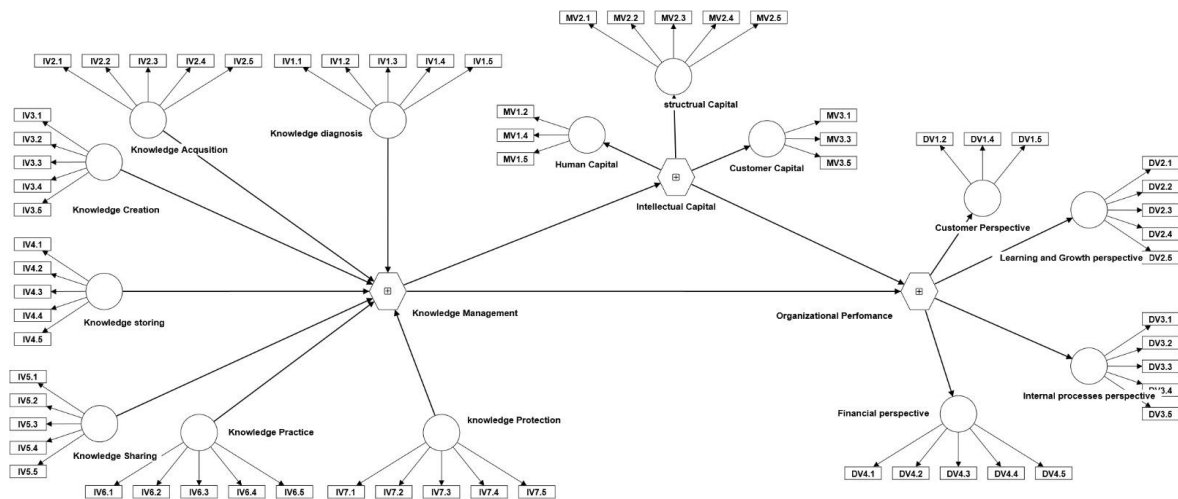 MV2.1 MV2.2 MV2.3 MV2.4 MV2.5
IV2.1 IV2.2 IV2.3 IV2.4 IV2.5
IV1.1 IV1.2 IV1.3 IV1.4 IV1.5
structrual Capital
IV3.1
IV3.2
IV3.3
IV3.4
IV3.5
Knowledge Acqusition
Knowledge diagnosis
MV1.2
MV1.4
MV1.5
Human Capital
MV3.1
MV3.3
MV3.5
Customer Capital
DV1.2 DV1.4 DV1.5
Knowledge Creation
Intellectual Capital
Customer Perspective
DV2.1
DV2.2
DV2.3
DV2.4
DV2.5
Learning and Growth perspective
IV4.1
IV4.2
IV4.3
IV4.4
IV4.5
Knowledge storing
Knowledge Management
Organizational Perfomance
DV3.1
DV3.2
DV3.3
DV3.4
DV3.5
Internal processes perspective
IV5.1
IV5.2
IV5.3
IV5.4
IV5.5
Knowledge Sharing
Knowledge Practice
knowledge Protection
Financial perspective
IV6.1 IV6.2 IV6.3 IV6.4 IV6.5
IV7.1 IV7.2 IV7.3 IV7.4 IV7.5
DV4.1 DV4.2 DV4.3 DV4.4 DV4.5